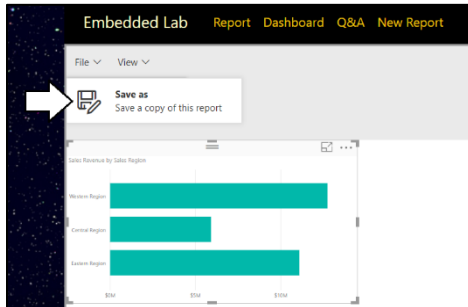 Embedded Lab Report Dashboard Q&A New Report
File View
Save as
Save a copy of this report
Sales Revenue by Sales Region
Western Region
Central Region
Eastern Region
$0M $5M $10M